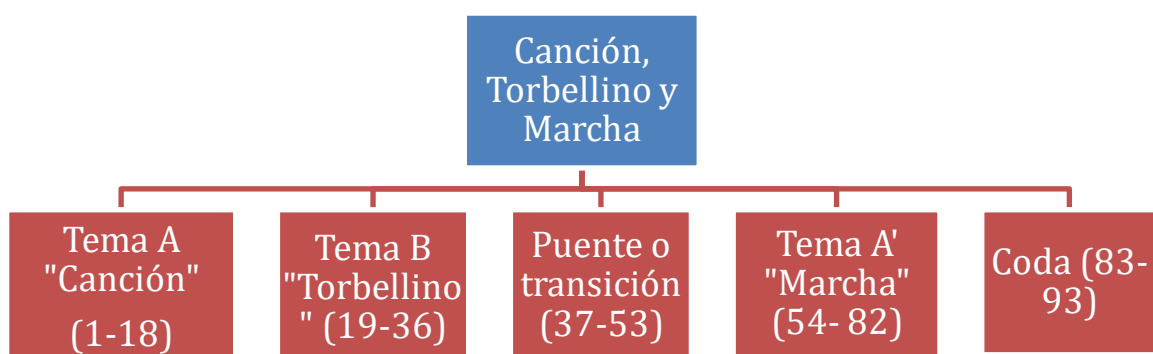 Canción,
Torbellino y
Marcha
Tema A
"Canción"
(1-18)
Tema B
"Torbellino
" (19-36)
Puente o
transición
(37-53)
Tema A'
"Marcha"
(54- 82)
Coda (83-
93)